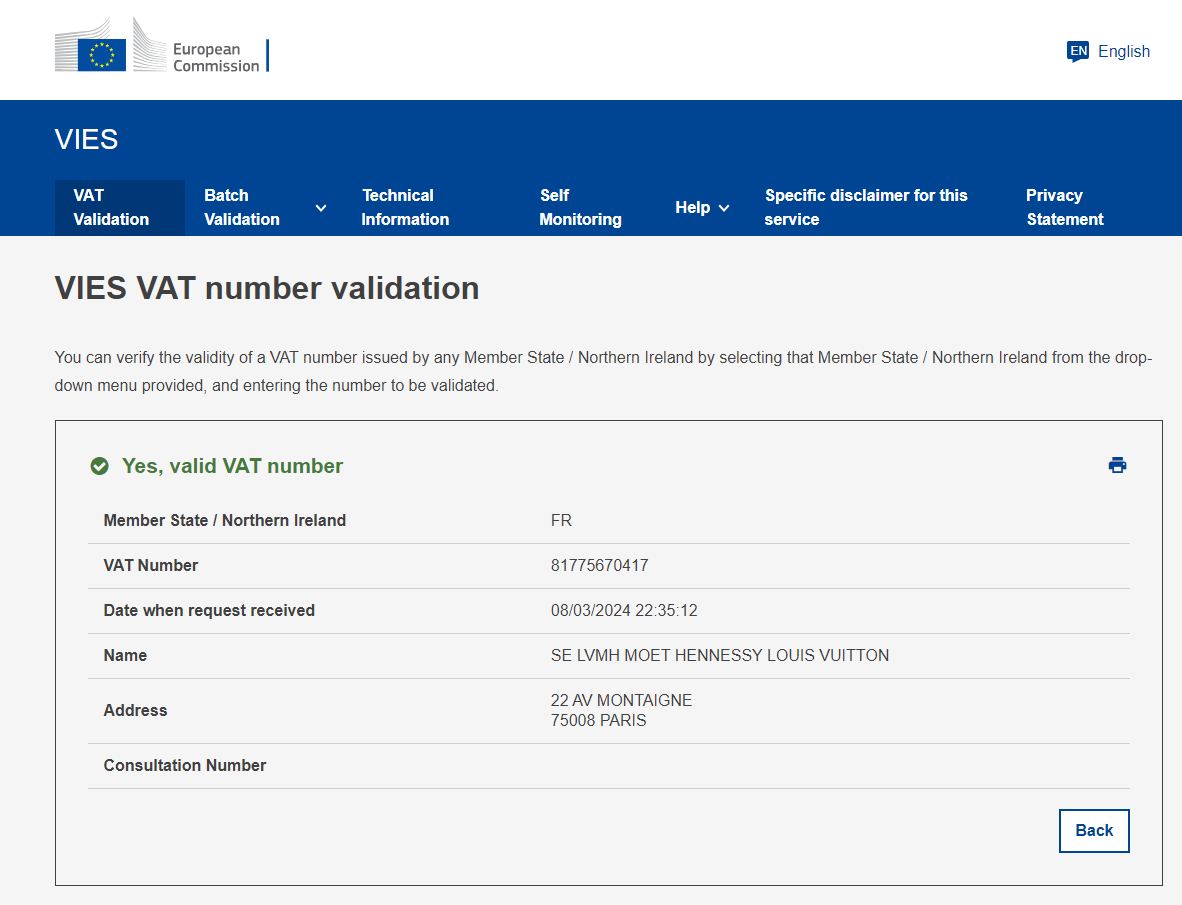 European
Commission
EN English
VIES
VAT
Validation
Batch
Validation
Technical
Information
Self
Monitoring
Help
Specific disclaimer for this
service
Privacy
Statement
VIES VAT number validation
You can verify the validity of a VAT number issued by any Member State / Northern Ireland by selecting that Member State / Northern Ireland from the drop-
down menu provided, and entering the number to be validated.
Yes, valid VAT number
Member State / Northern Ireland FR
VAT Number 81775670417
Date when request received 08/03/2024 22:35:12
Name SE LVMH MOET HENNESSY LOUIS VUITTON
Address 22 AV MONTAIGNE
75008 PARIS
Consultation Number
Back